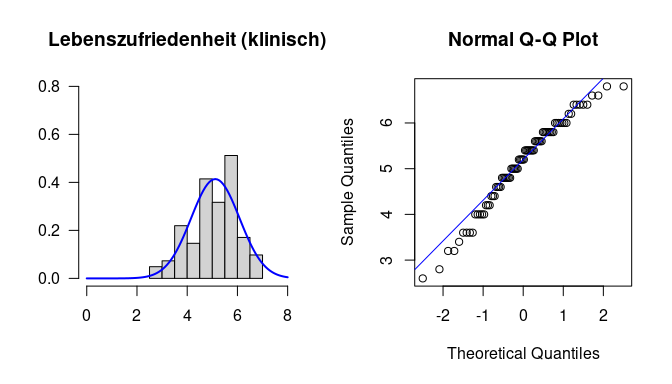 Lebenszufriedenheit (klinisch)
0.8
0.6
0.4
0.2
0.0
0 2 4 6 8
Normal Q-Q Plot
Sample Quantiles
6
5
4
3
-2 -1 0 1 2
Theoretical Quantiles